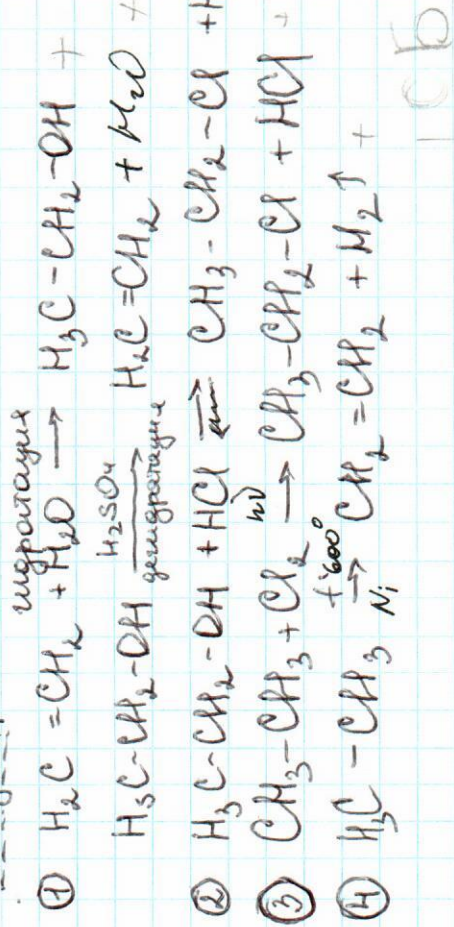 гидратация
① H₂C=CH₂ + H₂O → H₃C-CH₂-OH +
H₂SO₄
H₃C-CH₂-OH → H₂C=CH₂ + H₂O +
дегидратация
② H₃C-CH₂-OH + HCl ⇄ CH₃-CH₂-Cl + H
hν
③ CH₃-CH₃ + Cl₂ → CH₃-CH₂-Cl + HCl +
t 600°
④ H₃C-CH₃ → CH₂=CH₂ + H₂↑ +
Ni